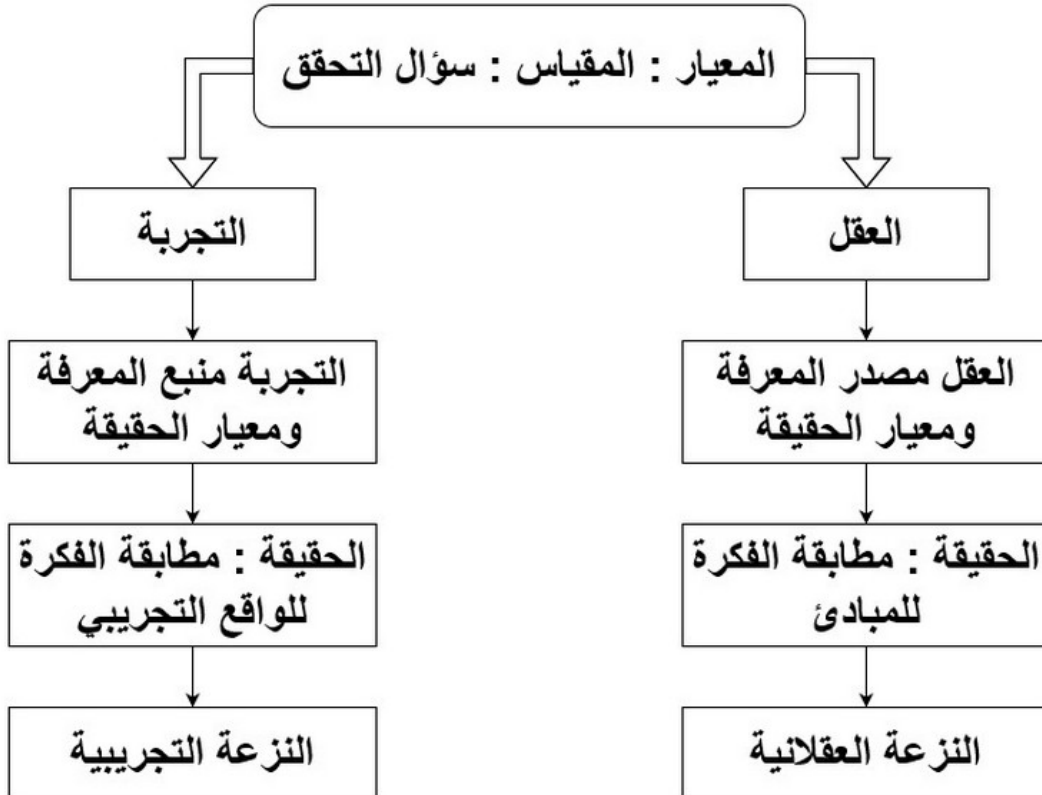 المعيار : المقياس : سؤال التحقق
العقل
التجربة
العقل مصدر المعرفة
ومعيار الحقيقة
التجربة منبع المعرفة
ومعيار الحقيقة
الحقيقة : مطابقة الفكرة
للمبادئ
الحقيقة : مطابقة الفكرة
للواقع التجريبي
النزعة العقلانية
النزعة التجريبية